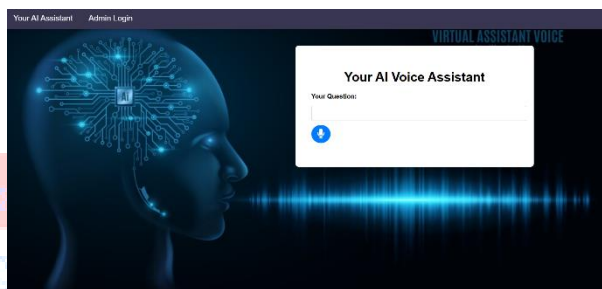 Your AI Assistant Admin Login
VIRTUAL ASSISTANT VOICE
Your AI Voice Assistant
Your Question:
AI